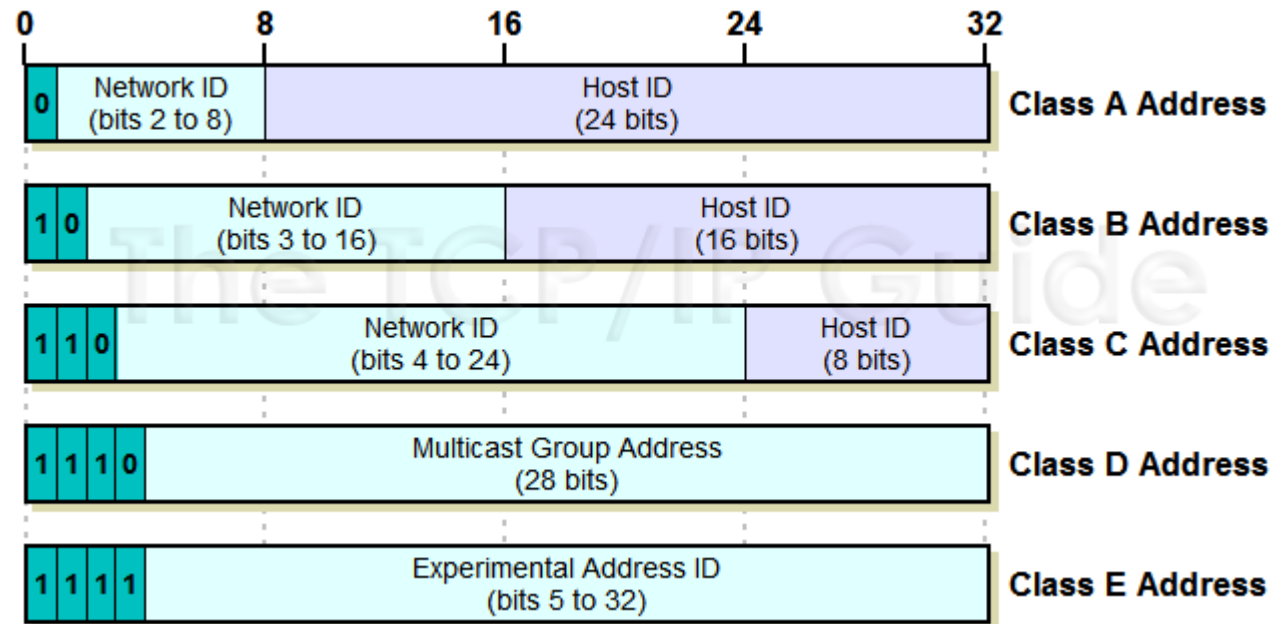 0 8 16 24 32
0 Network ID Host ID
(bits 2 to 8) (24 bits)
Class A Address
1 0 Network ID Host ID
(bits 3 to 16) (16 bits)
Class B Address
The TCP/IP Guide
1 1 0 Network ID Host ID
(bits 4 to 24) (8 bits)
Class C Address
1 1 1 0 Multicast Group Address
(28 bits)
Class D Address
1 1 1 1 Experimental Address ID
(bits 5 to 32)
Class E Address